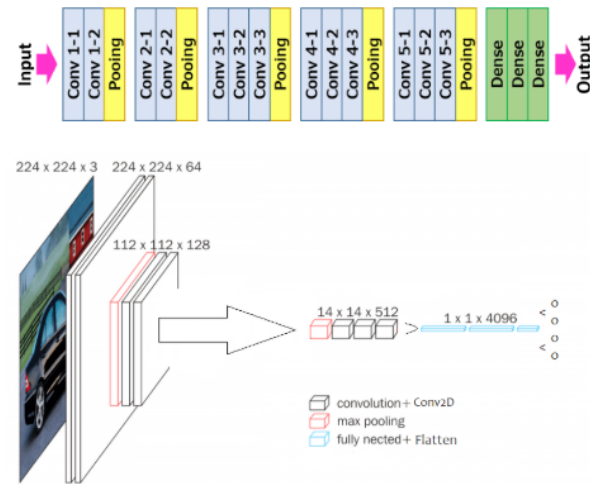 Input
Conv 1-1
Conv 1-2
Pooing
Conv 2-1
Conv 2-2
Pooing
Conv 3-1
Conv 3-2
Conv 3-3
Pooing
Conv 4-1
Conv 4-2
Conv 4-3
Pooing
Conv 5-1
Conv 5-2
Conv 5-3
Pooing
Dense
Dense
Dense
Output
224 x 224 x 3
224 x 224 x 64
112 x 112 x 128
14 x 14 x 512
1 x 1 x 4096
< O
O
< O
O
convolution+ Conv2D
max pooling
fully nected+ Flatten